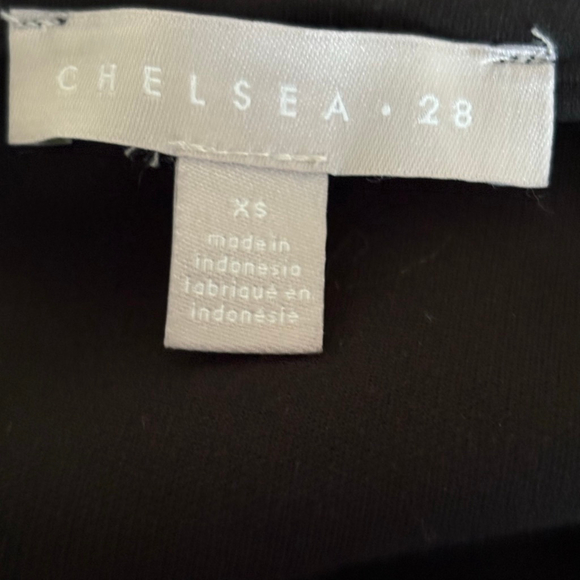 CHELSEA · 28
XS
made in
indonesia
fabriqué en
indonésie